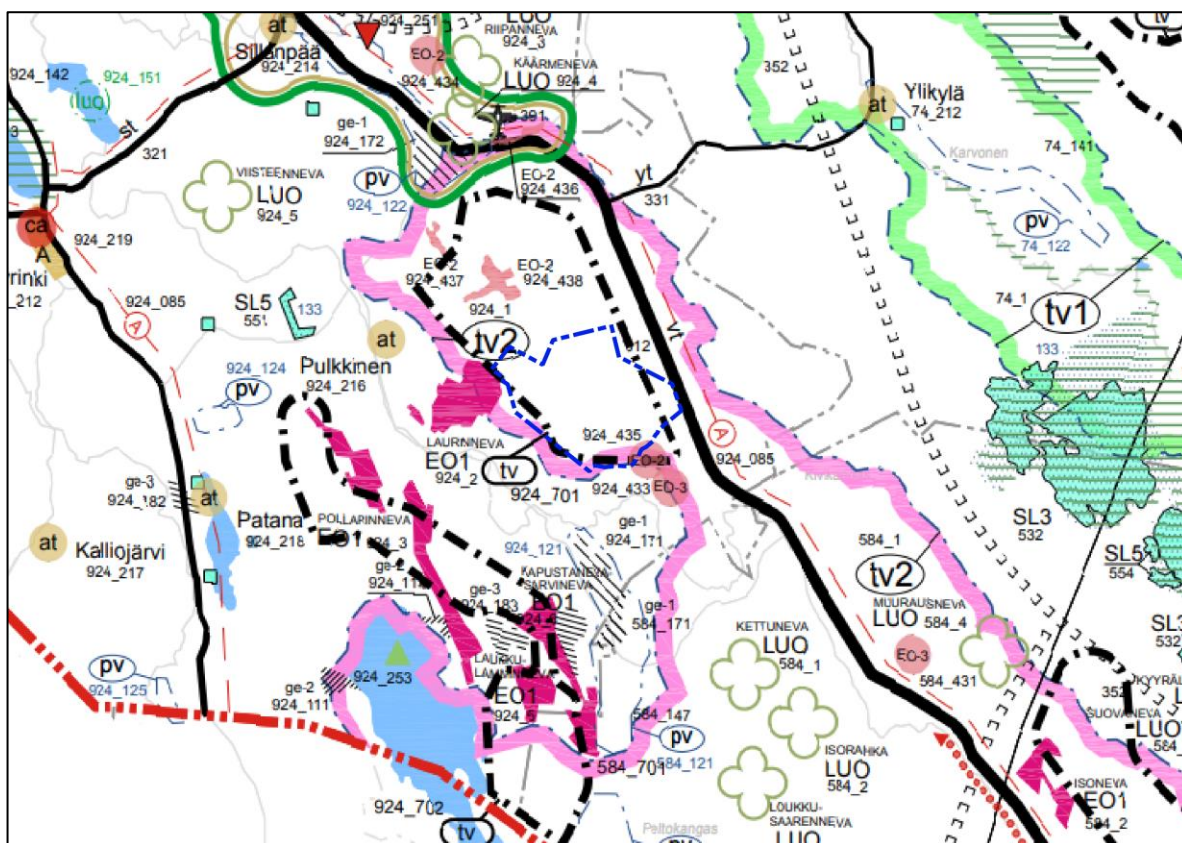 924_251
LUO
RIIPANNEVA
924_3
at
Sillanpää
924_214
EO-2
924_434
KÄÄRMENEVA
LUO
924_4
tv
924_142
924_151
(luo)
st
321
ge-1
924_172
391
EO-2
924_436
352
at
Ylikylä
74_212
Karvonen
74_141
VIISTEENNEVA
LUO
924_5
pv
924_122
yt
331
pv
74_122
ca
A
924_219
924_085
SL5
551
133
EO-2
924_437
EO-2
924_438
924_1
tv2
at
vt
74_1
tv1
133
Pulkkinen
924_216
924_124
pv
LAURINNEVA
EO1
924_2
tv
924_701
924_435
EO-2
924_433
EO-3
A
924_085
ge-3
924_182
at
Patana
924_218
POLLARINNEVA
EO1
at
Kalliojärvi
924_217
924_121
ge-1
924_171
584_1
tv2
SL3
532
SL5
554
ge-2
ge-3
924_183
EO1
ge-1
584_171
MUURAUSNEVA
LUO
584_4
KETTUNEVA
LUO
584_1
EO-3
584_431
532
pv
924_125
ge-2
924_111
924_253
EO1
584_147
pv
584_121
584_701
ISORAHKA
LUO
584_2
352
SUOVANEVA
ISONEVA
EO1
584_2
924_702
tv
Peltokangas
LOUKKU-
SAARENNEVA
LUO